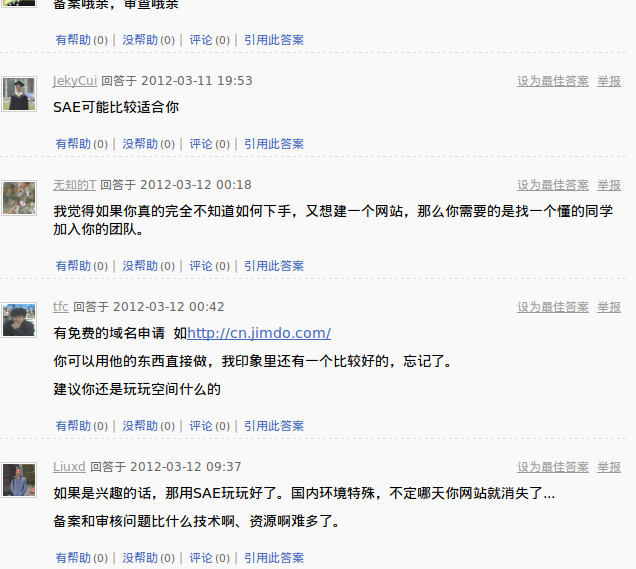 备案哦亲，审查哦亲
有帮助(0) | 没帮助(0) | 评论(0) | 引用此答案
JekyCui 回答于 2012-03-11 19:53 设为最佳答案 举报
SAE可能比较适合你
有帮助(0) | 没帮助(0) | 评论(0) | 引用此答案
无知的T 回答于 2012-03-12 00:18 设为最佳答案 举报
我觉得如果你真的完全不知道如何下手，又想建一个网站，那么你需要的是找一个懂的同学
加入你的团队。
有帮助(0) | 没帮助(0) | 评论(0) | 引用此答案
tfc 回答于 2012-03-12 00:42 设为最佳答案 举报
有免费的域名申请 如http://cn.jimdo.com/
你可以用他的东西直接做，我印象里还有一个比较好的，忘记了。
建议你还是玩玩空间什么的
有帮助(0) | 没帮助(0) | 评论(0) | 引用此答案
Liuxd 回答于 2012-03-12 09:37 设为最佳答案 举报
如果是兴趣的话，那用SAE玩玩好了。国内环境特殊，不定哪天你网站就消失了...
备案和审核问题比什么技术啊、资源啊难多了。
有帮助(0) | 没帮助(0) | 评论(0) | 引用此答案